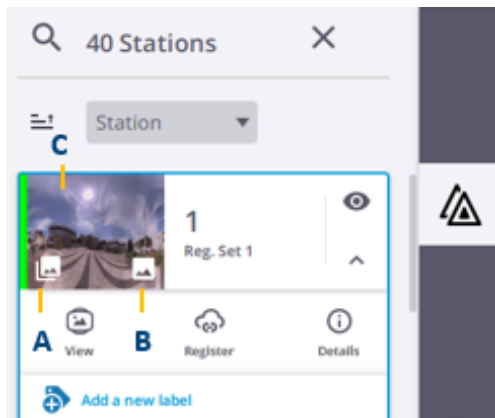 40 Stations
Station
C
1
Reg. Set 1
A
B
View
Register
Details
Add a new label